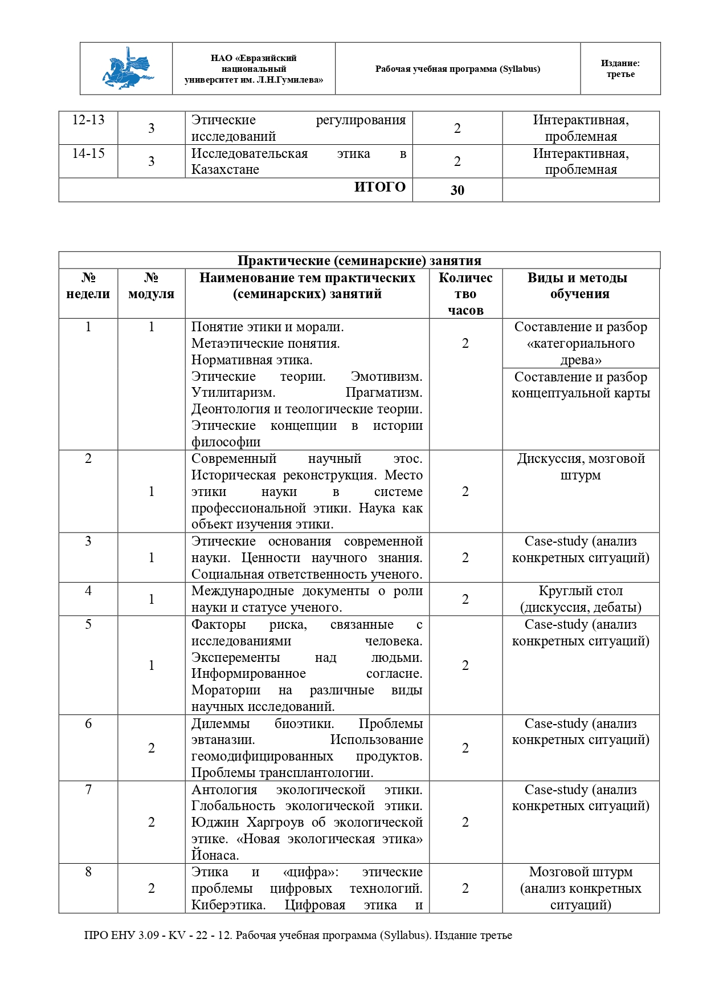 НАО «Евразийский
национальный
университет им. Л.Н.Гумилева»
Рабочая учебная программа (Syllabus)
Издание:
третье
12-13
3
Этические регулирования
исследований
2
Интерактивная,
проблемная
14-15
3
Исследовательская этика в
Казахстане
2
Интерактивная,
проблемная
ИТОГО
30
Практические (семинарские) занятия
№
недели
№
модуля
Наименование тем практических
(семинарских) занятий
Количес
тво
часов
Виды и методы
обучения
1
1
Понятие этики и морали.
Метаэтические понятия.
Нормативная этика.
Этические теории. Эмотивизм.
Утилитаризм. Прагматизм.
Деонтология и теологические теории.
Этические концепции в истории
философии
2
Составление и разбор
«категориального
древа»
Составление и разбор
концептуальной карты
2
1
Современный научный этос.
Историческая реконструкция. Место
этики науки в системе
профессиональной этики. Наука как
объект изучения этики.
2
Дискуссия, мозговой
штурм
3
1
Этические основания современной
науки. Ценности научного знания.
Социальная ответственность ученого.
2
Case-study (анализ
конкретных ситуаций)
4
1
Международные документы о роли
науки и статусе ученого.
2
Круглый стол
(дискуссия, дебаты)
5
1
Факторы риска, связанные с
исследованиями человека.
Эксперементы над людьми.
Информированное согласие.
Моратории на различные виды
научных исследований.
2
Case-study (анализ
конкретных ситуаций)
6
2
Дилеммы биоэтики. Проблемы
эвтаназии. Использование
геомодифицированных продуктов.
Проблемы трансплантологии.
2
Case-study (анализ
конкретных ситуаций)
7
2
Антология экологической этики.
Глобальность экологической этики.
Юджин Харгроув об экологической
этике. «Новая экологическая этика»
Йонаса.
2
Case-study (анализ
конкретных ситуаций)
8
2
Этика и «цифра»: этические
проблемы цифровых технологий.
Киберэтика. Цифровая этика и
2
Мозговой штурм
(анализ конкретных
ситуаций)
ПРО ЕНУ 3.09 - KV - 22 - 12. Рабочая учебная программа (Syllabus). Издание третье